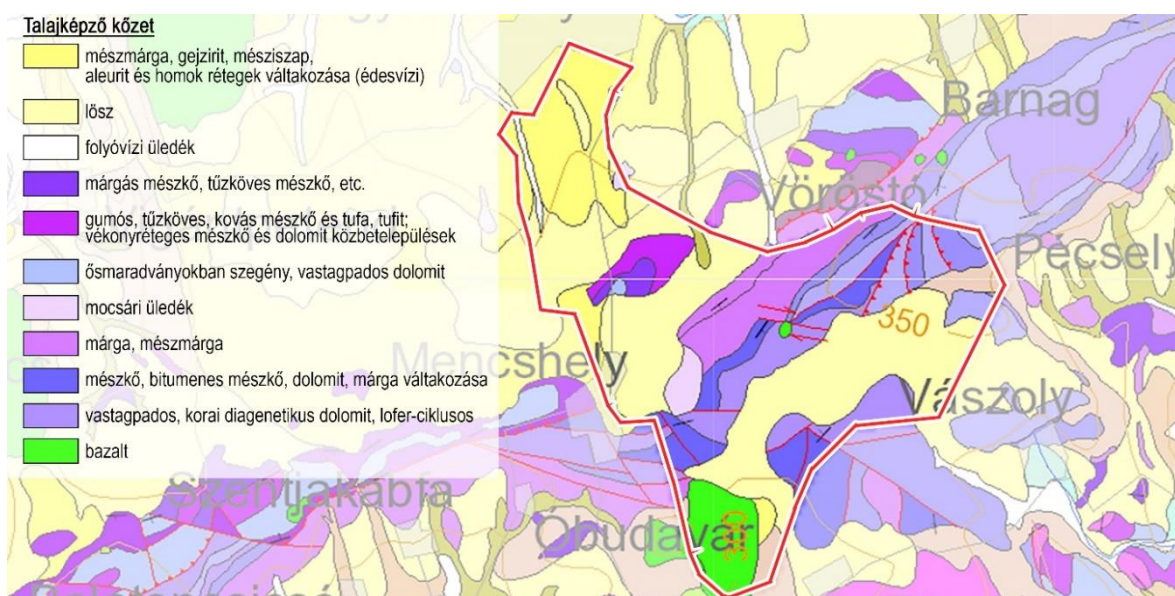 Talajképző kőzet
mészmárga, gejzirit, mésziszap,
aleurit és homok rétegek váltakozása (édesvízi)
lösz
folyóvízi üledék
márgás mészkő, tűzköves mészkő, etc.
gumós, tűzköves, kovás mészkő és tufa, tufit;
vékonyréteges mészkő és dolomit közbetelepülések
ősmaradványokban szegény, vastagpados dolomit
mocsári üledék
márga, mészmárga
mészkő, bitumenes mészkő, dolomit, márga váltakozása
vastagpados, korai diagenetikus dolomit, lofer-ciklusos
bazalt
Barnag
Vöröstó
Pécsely
350
Mencshely
Vászoly
Szentjakabfa
Óbudavár